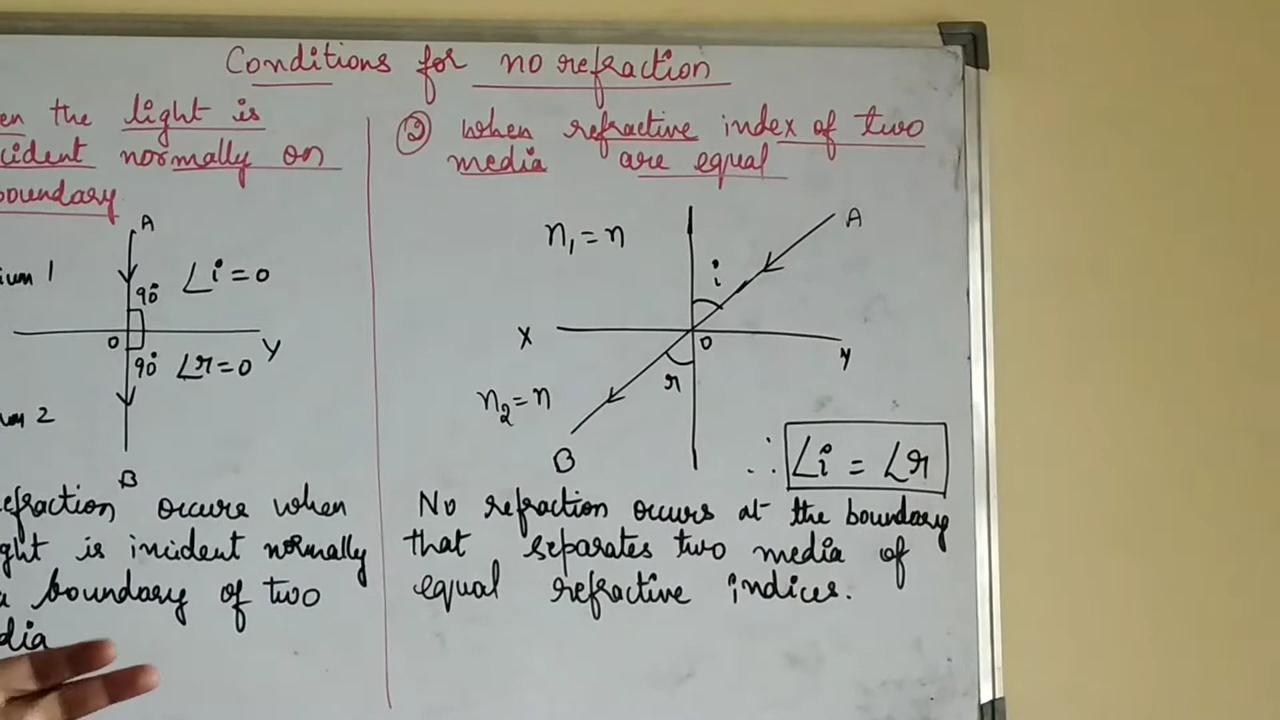 Conditions for no refraction
en the light is
cident normally on
boundary
A
ium 1
90°
∠i = 0
O
90°
∠r = 0
Y
um 2
B
efraction occurs when
ght is incident normally
a boundary of two
dia
② when refractive index of two
media are equal
n₁ = n
A
i
X
O
Y
r
n₂ = n
B
∴ ∠i = ∠r
No refraction occurs at the boundary
that separates two media of
equal refractive indices.